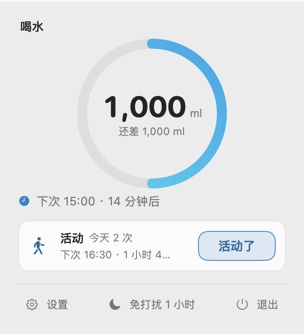 喝水
1,000 ml
还差 1,000 ml
下次 15:00 · 14 分钟后
活动 今天 2 次
下次 16:30 · 1 小时 4...
活动了
设置 免打扰 1 小时 退出